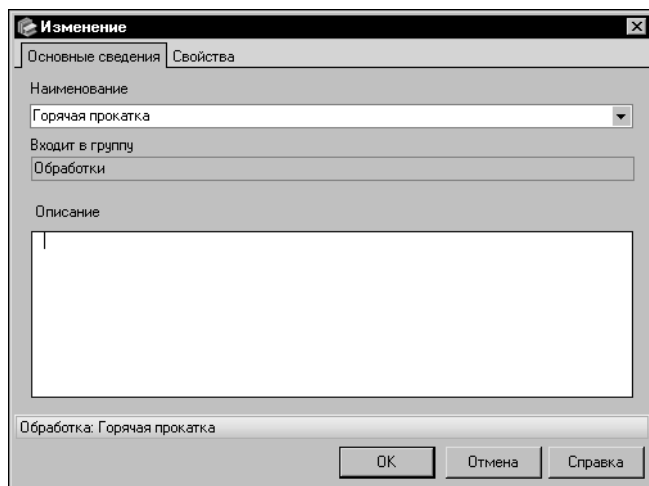 Изменение
Основные сведения Свойства
Наименование
Горячая прокатка
Входит в группу
Обработки
Описание
Обработка: Горячая прокатка
OK Отмена Справка